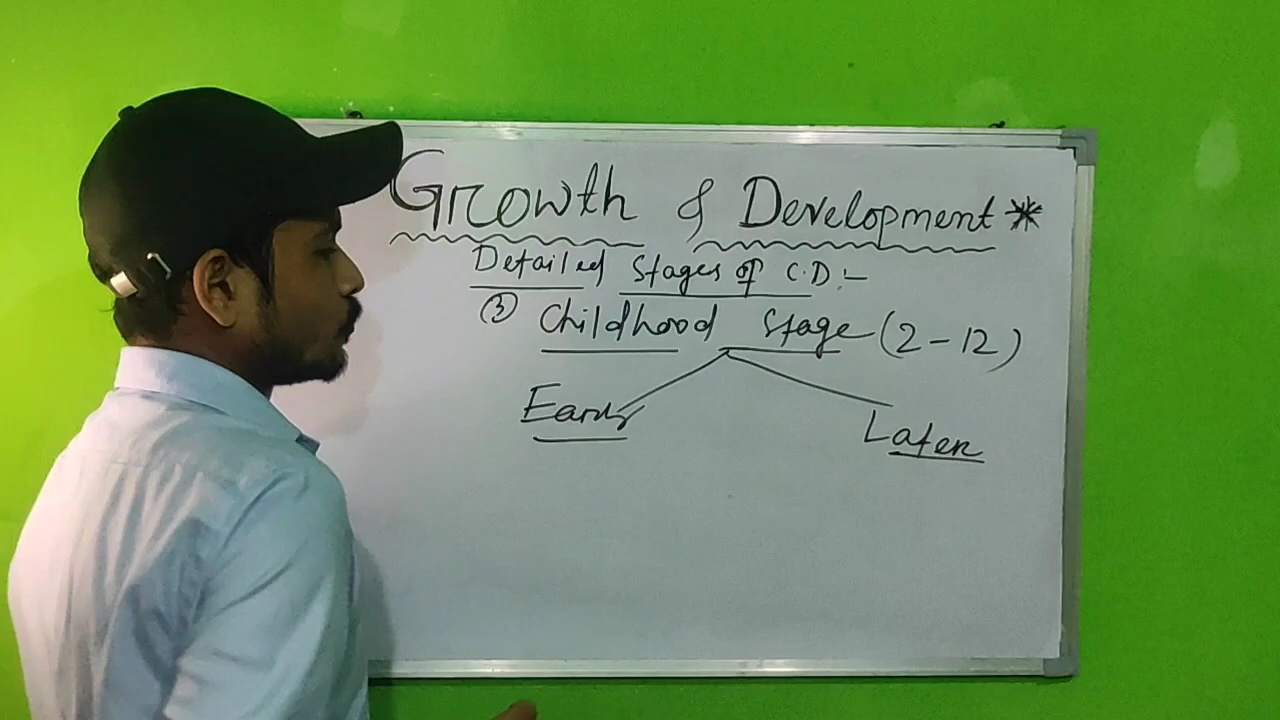 Growth & Development *
Detailed Stages of C.D:-
③ Childhood Stage (2-12)
Early
Later